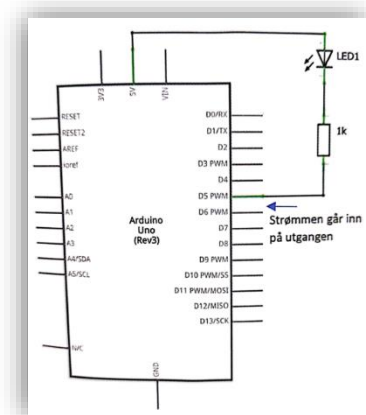 LED1
1k
3V3
5V
VIN
RESET
RESET2
AREF
ioref
A0
A1
A2
A3
A4/SDA
A5/SCL
N/C
Arduino
Uno
(Rev3)
D0/RX
D1/TX
D2
D3 PWM
D4
D5 PWM
D6 PWM
D7
D8
D9 PWM
D10 PWM/SS
D11 PWM/MOSI
D12/MISO
D13/SCK
GND
Strømmen går inn
på utgangen